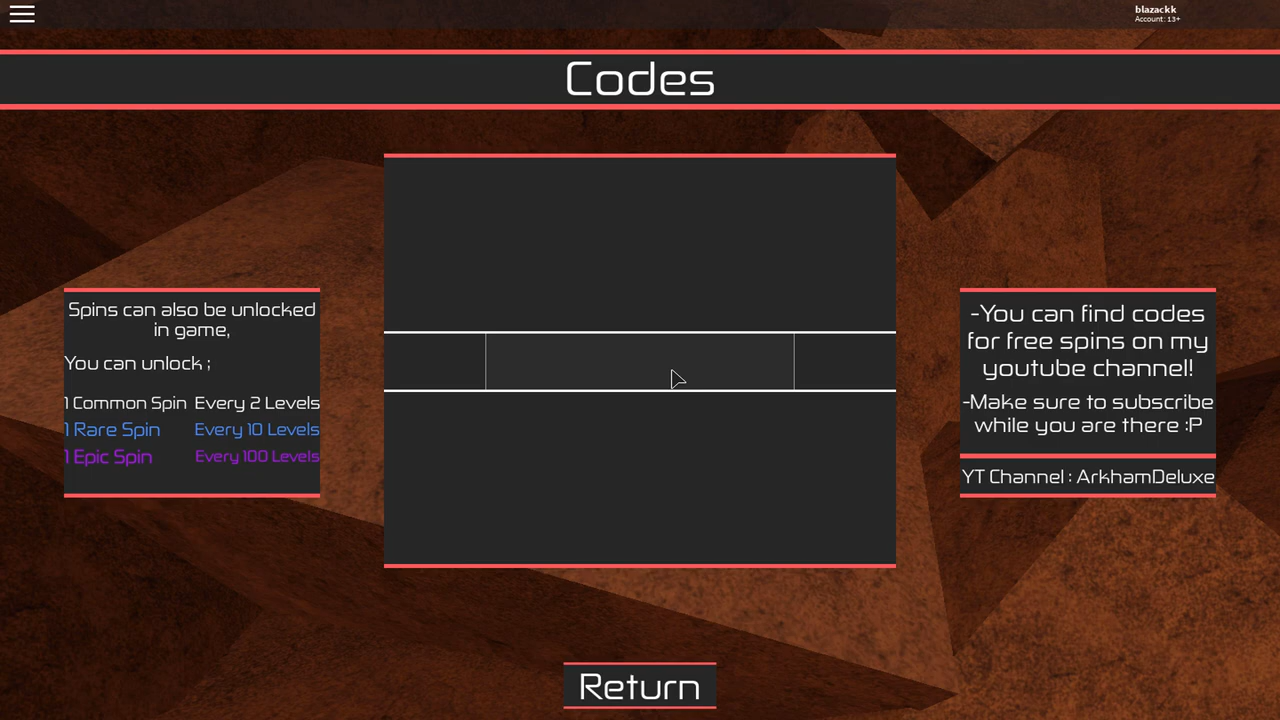 blazackk
Account: 13+
Codes
Spins can also be unlocked
in game,
You can unlock ;
1 Common Spin Every 2 Levels
1 Rare Spin Every 10 Levels
1 Epic Spin Every 100 Levels
-You can find codes
for free spins on my
youtube channel!
-Make sure to subscribe
while you are there :P
YT Channel : ArkhamDeluxe
Return